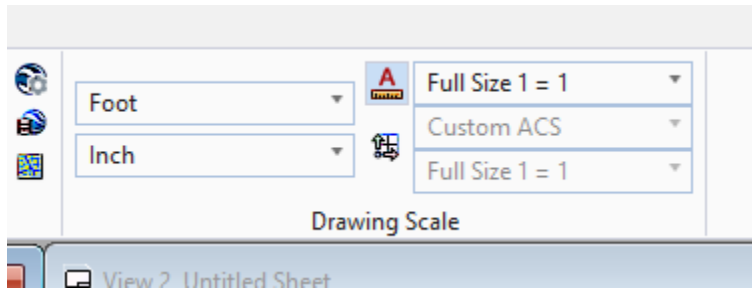 Foot
Inch
Full Size 1 = 1
Custom ACS
Full Size 1 = 1
Drawing Scale
View 2, Untitled Sheet